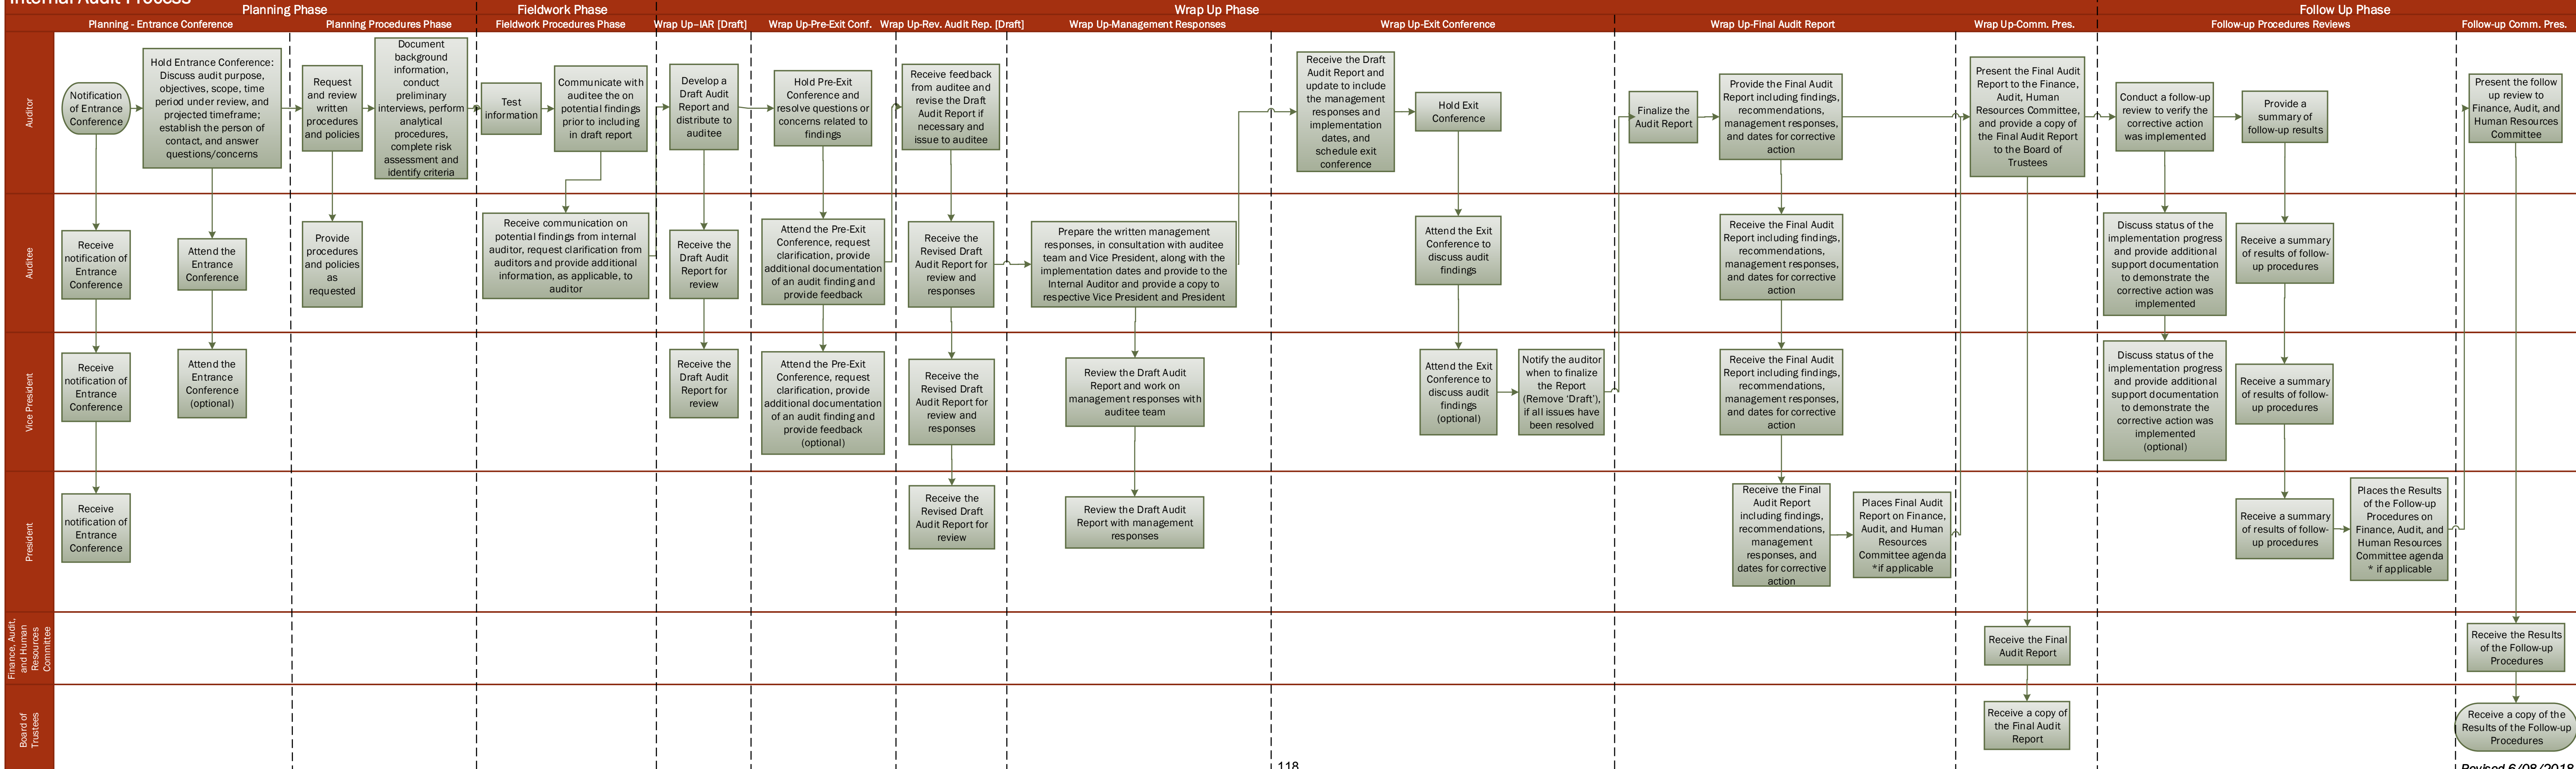 Internal Audit Process
Planning Phase
Fieldwork Phase
Wrap Up Phase
Follow Up Phase
Planning - Entrance Conference
Planning Procedures Phase
Fieldwork Procedures Phase
Wrap Up–IAR [Draft]
Wrap Up-Pre-Exit Conf.
Wrap Up-Rev. Audit Rep. [Draft]
Wrap Up-Management Responses
Wrap Up-Exit Conference
Wrap Up-Final Audit Report
Wrap Up-Comm. Pres.
Follow-up Procedures Reviews
Follow-up Comm. Pres.
Auditor
Notification
of Entrance
Conference
Hold Entrance Conference:
Discuss audit purpose,
objectives, scope, time
period under review, and
projected timeframe;
establish the person of
contact, and answer
questions/concerns
Request
and review
written
procedures
and policies
Document
background
information,
conduct
preliminary
interviews, perform
analytical
procedures,
complete risk
assessment and
identify criteria
Test
information
Communicate with
auditee the on
potential findings
prior to including
in draft report
Develop a
Draft Audit
Report and
distribute to
auditee
Hold Pre-Exit
Conference and
resolve questions or
concerns related to
findings
Receive feedback
from auditee and
revise the Draft
Audit Report if
necessary and
issue to auditee
Receive the Draft
Audit Report and
update to include
the management
responses and
implementation
dates, and
schedule exit
conference
Hold Exit
Conference
Finalize the
Audit Report
Provide the Final Audit
Report including findings,
recommendations,
management responses,
and dates for corrective
action
Present the Final Audit
Report to the Finance,
Audit, Human
Resources Committee,
and provide a copy of
the Final Audit Report
to the Board of
Trustees
Conduct a follow-up
review to verify the
corrective action
was implemented
Provide a
summary of
follow-up results
Present the follow
up review to
Finance, Audit, and
Human Resources
Committee
Auditee
Receive
notification of
Entrance
Conference
Attend the
Entrance
Conference
Provide
procedures
and policies
as
requested
Receive communication on
potential findings from internal
auditor, request clarification from
auditors and provide additional
information, as applicable, to
auditor
Receive the
Draft Audit
Report for
review
Attend the Pre-Exit
Conference, request
clarification, provide
additional documentation
of an audit finding and
provide feedback
Receive the
Revised Draft
Audit Report for
review and
responses
Prepare the written management
responses, in consultation with auditee
team and Vice President, along with the
implementation dates and provide to the
Internal Auditor and provide a copy to
respective Vice President and President
Attend the Exit
Conference to
discuss audit
findings
Receive the Final Audit
Report including findings,
recommendations,
management responses,
and dates for corrective
action
Discuss status of the
implementation progress
and provide additional
support documentation
to demonstrate the
corrective action was
implemented
Receive a summary
of results of follow-
up procedures
Vice President
Receive
notification of
Entrance
Conference
Attend the
Entrance
Conference
(optional)
Receive the
Draft Audit
Report for
review
Attend the Pre-Exit
Conference, request
clarification, provide
additional documentation
of an audit finding and
provide feedback
(optional)
Receive the
Revised Draft
Audit Report for
review and
responses
Review the Draft Audit
Report and work on
management responses with
auditee team
Attend the Exit
Conference to
discuss audit
findings
(optional)
Notify the auditor
when to finalize
the Report
(Remove ‘Draft’),
if all issues have
been resolved
Receive the Final Audit
Report including findings,
recommendations,
management responses,
and dates for corrective
action
Discuss status of the
implementation progress
and provide additional
support documentation
to demonstrate the
corrective action was
implemented
(optional)
Receive a summary
of results of follow-
up procedures
President
Receive
notification of
Entrance
Conference
Receive the
Revised Draft
Audit Report for
review
Review the Draft Audit
Report with management
responses
Receive the Final
Audit Report
including findings,
recommendations,
management
responses, and
dates for corrective
action
Places Final Audit
Report on Finance,
Audit, and Human
Resources
Committee agenda
*if applicable
Receive a summary
of results of follow-
up procedures
Places the Results
of the Follow-up
Procedures on
Finance, Audit, and
Human Resources
Committee agenda
* if applicable
Finance, Audit,
and Human
Resources
Committee
Receive the Final
Audit Report
Receive the Results
of the Follow-up
Procedures
Board of
Trustees
Receive a copy of
the Final Audit
Report
Receive a copy of the
Results of the Follow-up
Procedures
118
Revised 6/08/2018